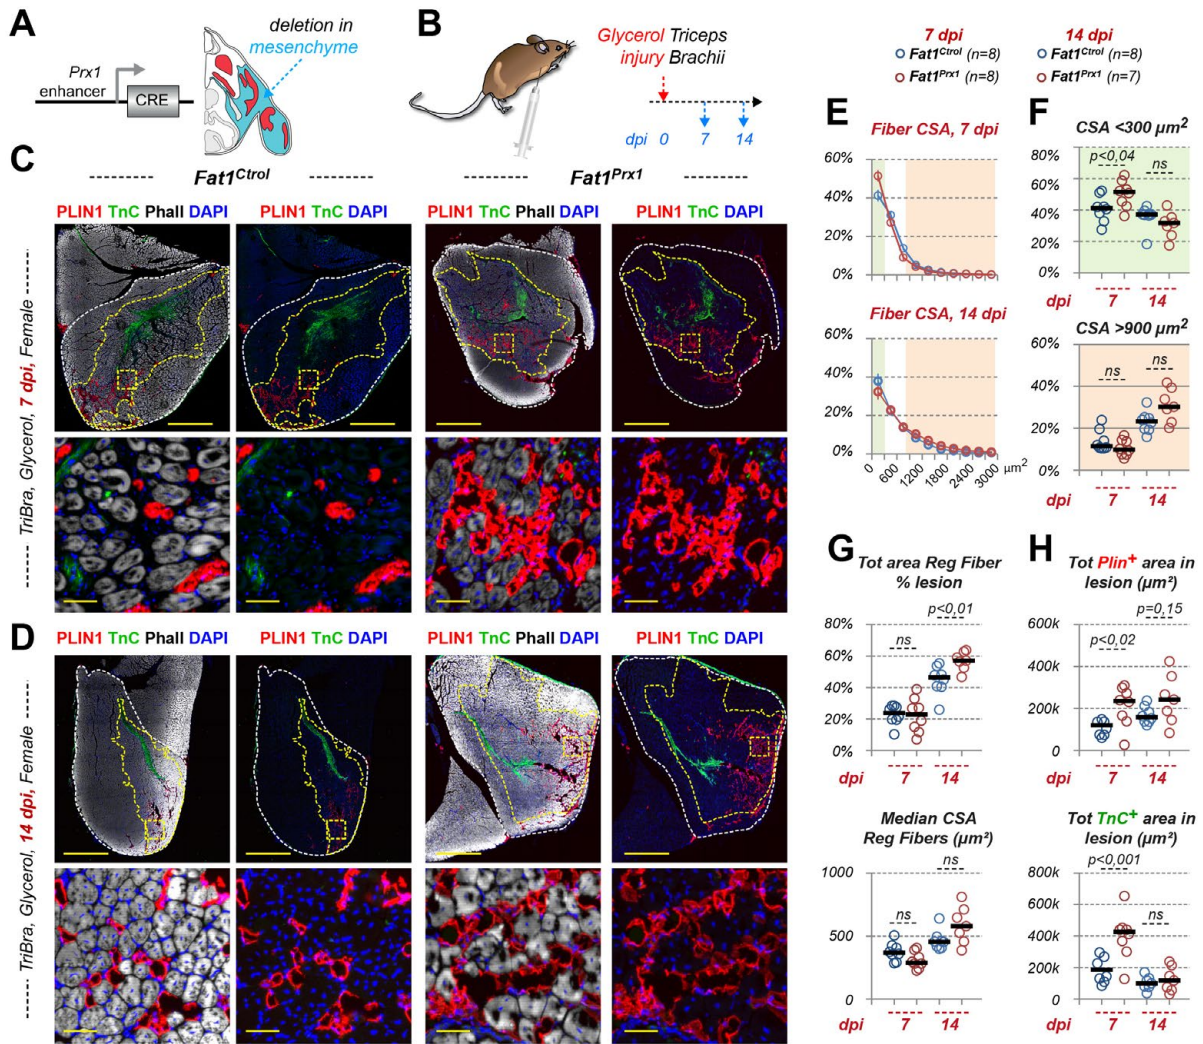 A
Prx1
enhancer
CRE
deletion in
mesenchyme
B
Glycerol Triceps
injury Brachii
dpi 0 7 14
7 dpi
Fat1Ctrol (n=8)
Fat1Prx1 (n=8)
14 dpi
Fat1Ctrol (n=8)
Fat1Prx1 (n=7)
C
Fat1Ctrol
Fat1Prx1
PLIN1 TnC Phall DAPI
PLIN1 TnC DAPI
PLIN1 TnC Phall DAPI
PLIN1 TnC DAPI
TriBra, Glycerol, 7 dpi, Female
D
PLIN1 TnC Phall DAPI
PLIN1 TnC DAPI
PLIN1 TnC Phall DAPI
PLIN1 TnC DAPI
TriBra, Glycerol, 14 dpi, Female
E
Fiber CSA, 7 dpi
60%
40%
20%
0%
Fiber CSA, 14 dpi
60%
40%
20%
0%
0
600
1200
1800
2400
3000
µm²
F
CSA <300 µm²
80%
60%
40%
20%
0%
p<0,04
ns
dpi 7 14
CSA >900 µm²
60%
40%
20%
0%
ns
ns
dpi 7 14
G
Tot area Reg Fiber
% lesion
p<0,01
ns
80%
60%
40%
20%
0%
dpi 7 14
Median CSA
Reg Fibers (µm²)
1000
500
0
ns
ns
dpi 7 14
H
Tot Plin+ area in
lesion (µm²)
p=0,15
p<0,02
600k
400k
200k
0
dpi 7 14
Tot TnC+ area in
lesion (µm²)
p<0,001
ns
800k
600k
400k
200k
0
dpi 7 14